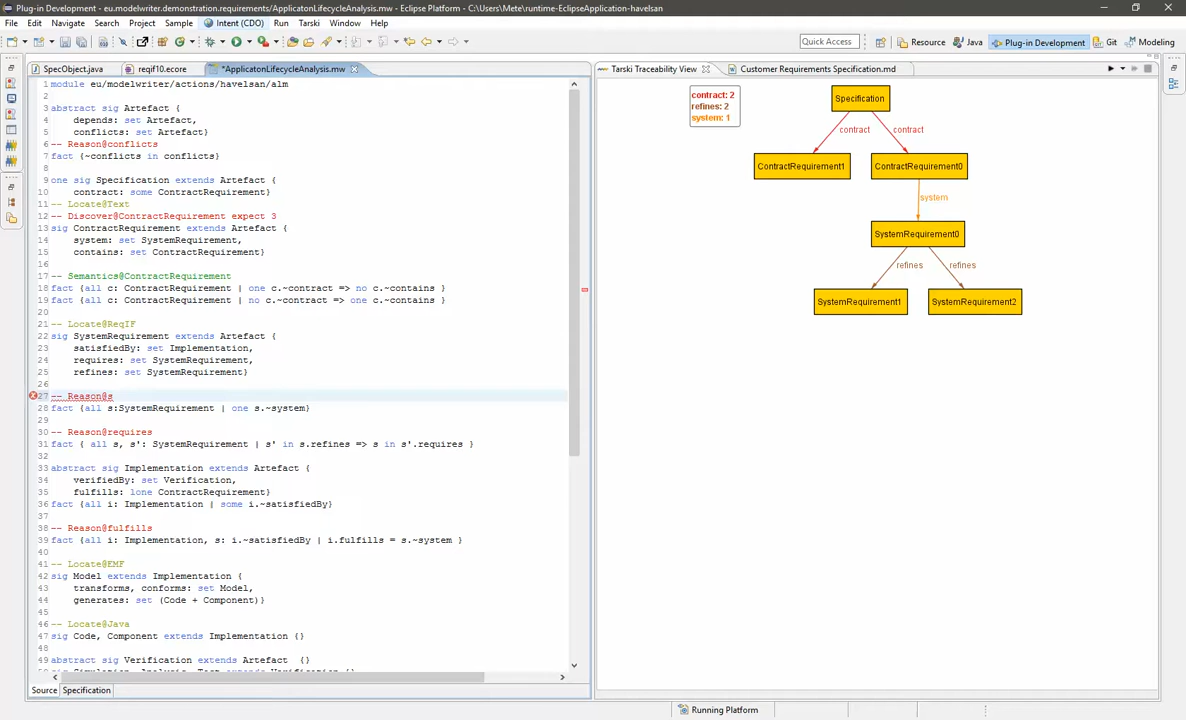 Plug-in Development - eu.modelwriter.demonstration.requirements/ApplicatonLifecycleAnalysis.mw - Eclipse Platform - C:\Users\Mete\runtime-EclipseApplication-havelsan
File Edit Navigate Search Project Sample Intent (CDO) Run Tarski Window Help
Quick Access Resource Java Plug-in Development Git Modeling
SpecObject.java reqif10.ecore *ApplicatonLifecycleAnalysis.mw
1 module eu/modelwriter/actions/havelsan/alm
2
3 abstract sig Artefact {
4 depends: set Artefact,
5 conflicts: set Artefact}
6 -- Reason@conflicts
7 fact {~conflicts in conflicts}
8
9 one sig Specification extends Artefact {
10 contract: some ContractRequirement}
11 -- Locate@Text
12 -- Discover@ContractRequirement expect 3
13 sig ContractRequirement extends Artefact {
14 system: set SystemRequirement,
15 contains: set ContractRequirement}
16
17 -- Semantics@ContractRequirement
18 fact {all c: ContractRequirement | one c.~contract => no c.~contains }
19 fact {all c: ContractRequirement | no c.~contract => one c.~contains }
20
21 -- Locate@ReqIF
22 sig SystemRequirement extends Artefact {
23 satisfiedBy: set Implementation,
24 requires: set SystemRequirement,
25 refines: set SystemRequirement}
26
27 -- Reason@s
28 fact {all s:SystemRequirement | one s.~system}
29
30 -- Reason@requires
31 fact { all s, s': SystemRequirement | s' in s.refines => s in s'.requires }
32
33 abstract sig Implementation extends Artefact {
34 verifiedBy: set Verification,
35 fulfills: lone ContractRequirement}
36 fact {all i: Implementation | some i.~satisfiedBy}
37
38 -- Reason@fulfills
39 fact {all i: Implementation, s: i.~satisfiedBy | i.fulfills = s.~system }
40
41 -- Locate@EMF
42 sig Model extends Implementation {
43 transforms, conforms: set Model,
44 generates: set (Code + Component)}
45
46 -- Locate@Java
47 sig Code, Component extends Implementation {}
48
49 abstract sig Verification extends Artefact {}
Source Specification
Tarski Traceability View Customer Requirements Specification.md
contract: 2
refines: 2
system: 1
Specification
contract contract
ContractRequirement1 ContractRequirement0
system
SystemRequirement0
refines refines
SystemRequirement1 SystemRequirement2
Running Platform